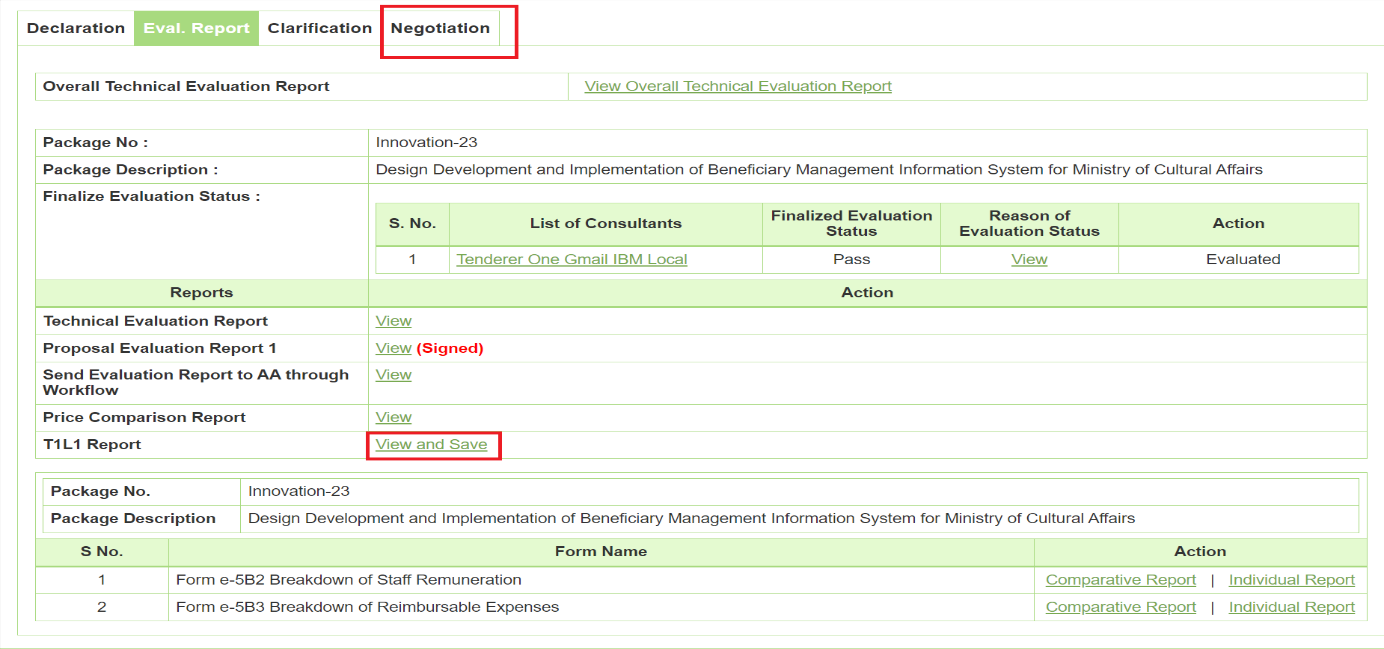 Declaration Eval. Report Clarification Negotiation
Overall Technical Evaluation Report View Overall Technical Evaluation Report
Package No : Innovation-23
Package Description : Design Development and Implementation of Beneficiary Management Information System for Ministry of Cultural Affairs
Finalize Evaluation Status :
S. No. List of Consultants Finalized Evaluation Status Reason of Evaluation Status Action
1 Tenderer One Gmail IBM Local Pass View Evaluated
Reports Action
Technical Evaluation Report View
Proposal Evaluation Report 1 View (Signed)
Send Evaluation Report to AA through Workflow View
Price Comparison Report View
T1L1 Report View and Save
Package No. Innovation-23
Package Description Design Development and Implementation of Beneficiary Management Information System for Ministry of Cultural Affairs
S No. Form Name Action
1 Form e-5B2 Breakdown of Staff Remuneration Comparative Report | Individual Report
2 Form e-5B3 Breakdown of Reimbursable Expenses Comparative Report | Individual Report